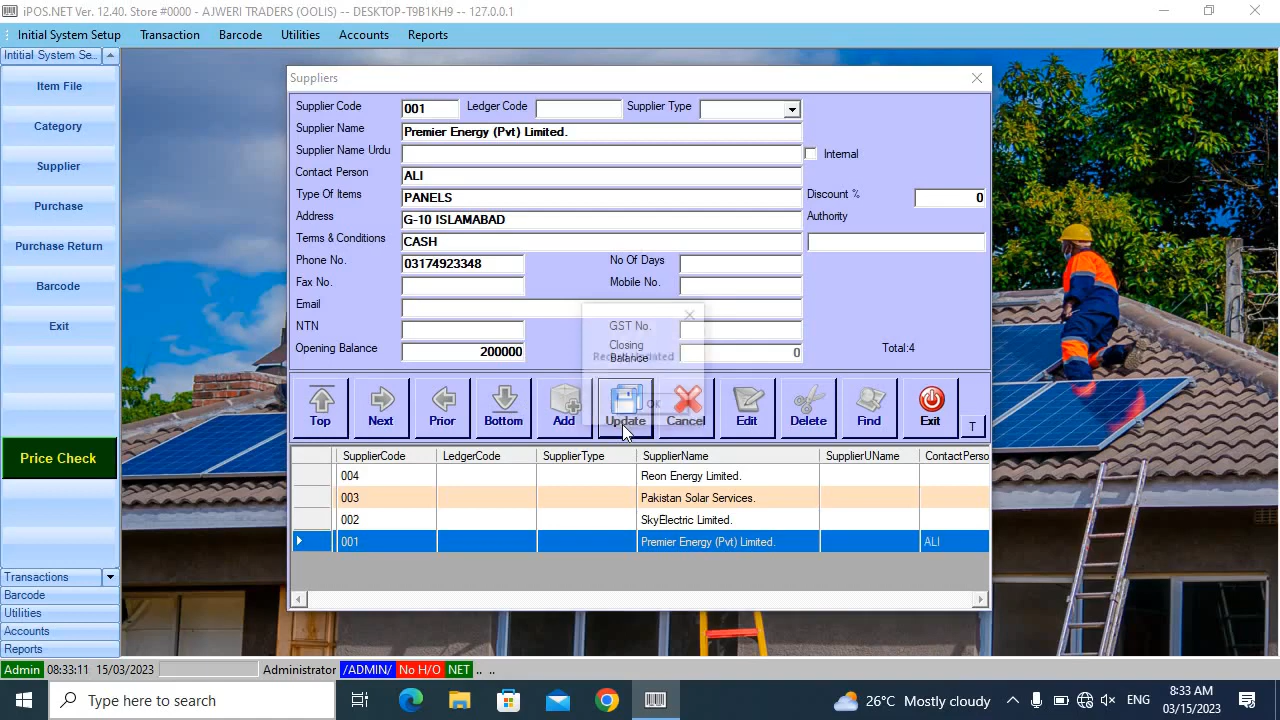 iPOS.NET Ver. 12.40. Store #0000 - AJWERI TRADERS (OOLIS) -- DESKTOP-T9B1KH9 -- 127.0.0.1
Initial System Setup Transaction Barcode Utilities Accounts Reports
Intitial System Se...
Item File
Category
Supplier
Purchase
Purchase Return
Barcode
Exit
Price Check
Transactions
Barcode
Utilities
Accounts
Reports
Suppliers
Supplier Code 001 Ledger Code Supplier Type
Supplier Name Premier Energy (Pvt) Limited.
Supplier Name Urdu Internal
Contact Person ALI
Type Of Items PANELS Discount % 0
Address G-10 ISLAMABAD Authority
Terms & Conditions CASH
Phone No. 03174923348 No Of Days
Fax No. Mobile No.
Email
NTN GST No.
Opening Balance 200000 Closing Balance 0 Total:4
Record Updated
OK
Top Next Prior Bottom Add Update Cancel Edit Delete Find Exit T
SupplierCode LedgerCode SupplierType SupplierName SupplierUName ContactPerso
004 Reon Energy Limited.
003 Pakistan Solar Services.
002 SkyElectric Limited.
001 Premier Energy (Pvt) Limited. ALI
Admin 08:33:11 15/03/2023 Administrator /ADMIN/ No H/O NET .. ..
Type here to search 26°C Mostly cloudy ENG 8:33 AM
03/15/2023